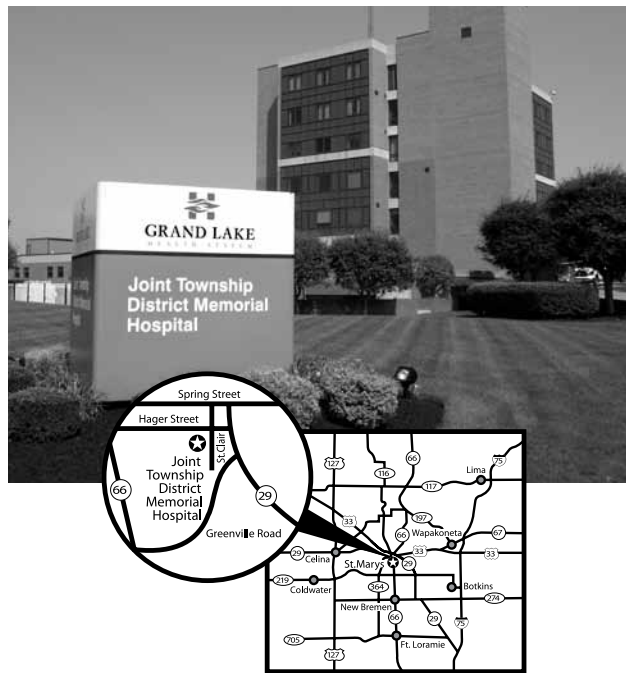 GRAND LAKE
HEALTH SYSTEM
Joint Township
District Memorial
Hospital
Spring Street
Hager Street
St.Clair
Joint
Township
District
Memorial
Hospital
66
29
Greenville Road
127
66
75
116
Lima
117
197
33
66
Wapakoneta
67
29
Celina
St.Marys
29
33
33
219
Coldwater
364
Botkins
New Bremen
274
66
29
75
705
Ft. Loramie
127